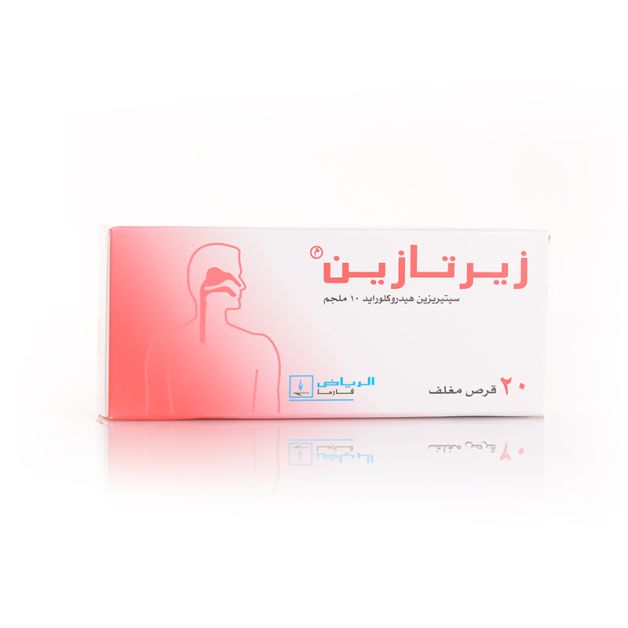 زيرتازين م
سيتيريزين هيدروكلورايد ١٠ ملجم
الرياض
فارما
٢٠ قرص مغلف